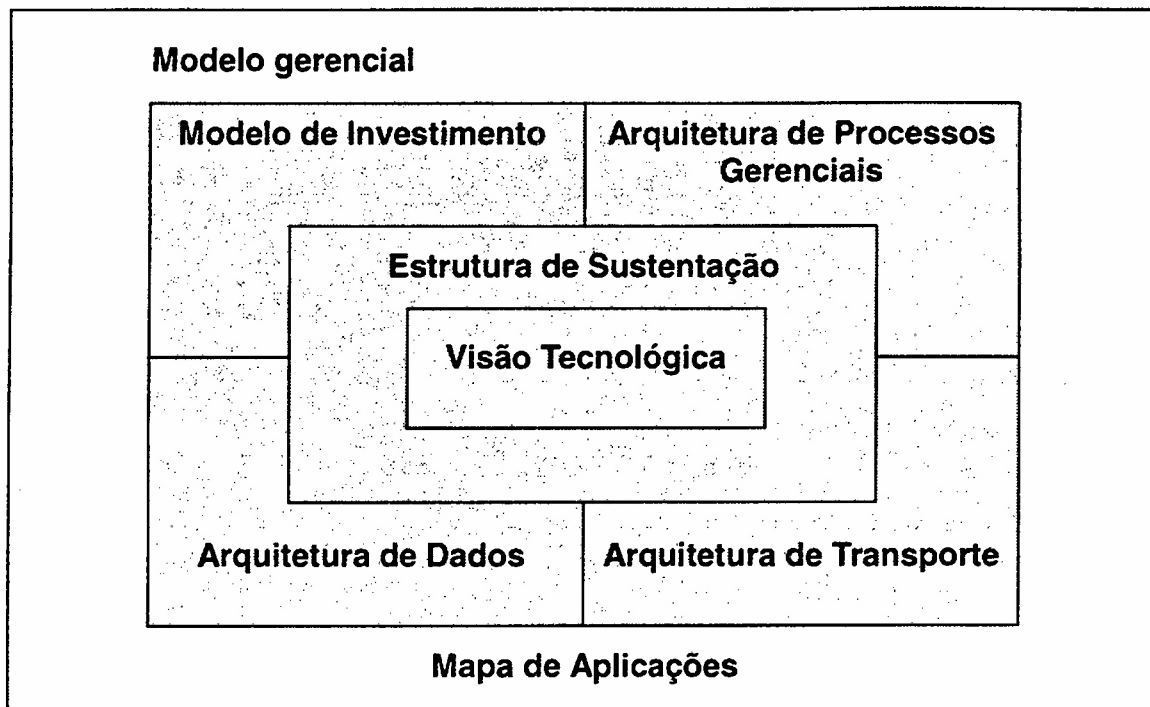 Modelo gerencial
Modelo de Investimento
Arquitetura de Processos
Gerenciais
Estrutura de Sustentação
Visão Tecnológica
Arquitetura de Dados
Arquitetura de Transporte
Mapa de Aplicações